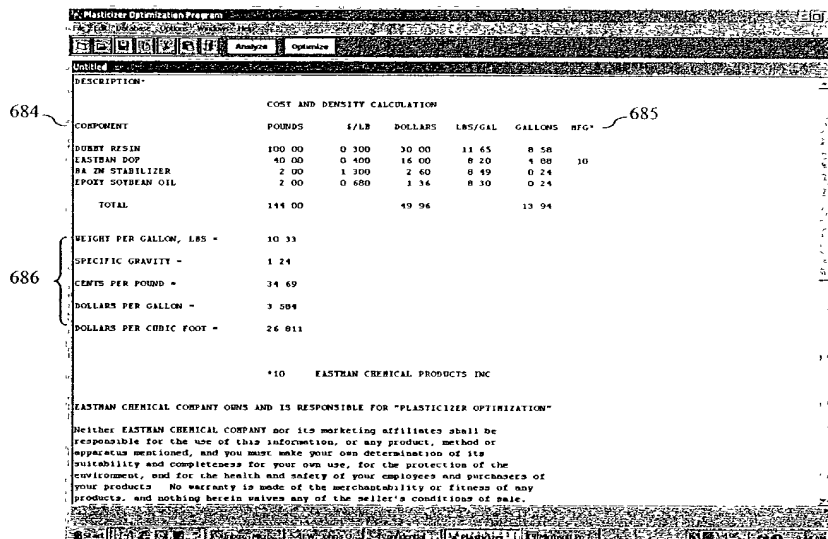 Plasticizer Optimization Program
Analyze Optimize
Untitled
DESCRIPTION-
COST AND DENSITY CALCULATION
684
685
COMPONENT POUNDS $/LB DOLLARS LBS/GAL GALLONS MFG*
DUMMY RESIN 100 00 0 300 30 00 11 65 8 58
EASTMAN DOP 40 00 0 400 16 00 8 20 4 88 10
BA ZN STABILIZER 2 00 1 300 2 60 8 49 0 24
EPOXY SOYBEAN OIL 2 00 0 680 1 36 8 30 0 24
TOTAL 144 00 49 96 13 94
686
WEIGHT PER GALLON, LBS = 10 33
SPECIFIC GRAVITY = 1 24
CENTS PER POUND = 34 69
DOLLARS PER GALLON = 3 584
DOLLARS PER CUBIC FOOT = 26 811
*10 EASTMAN CHEMICAL PRODUCTS INC
EASTMAN CHEMICAL COMPANY OWNS AND IS RESPONSIBLE FOR "PLASTICIZER OPTIMIZATION"
Neither EASTMAN CHEMICAL COMPANY nor its marketing affiliates shall be
responsible for the use of this information, or any product, method or
apparatus mentioned, and you must make your own determination of its
suitability and completeness for your own use, for the protection of the
environment, and for the health and safety of your employees and purchasers of
your products No warranty is made of the merchantability or fitness of any
products, and nothing herein waives any of the seller's conditions of sale.